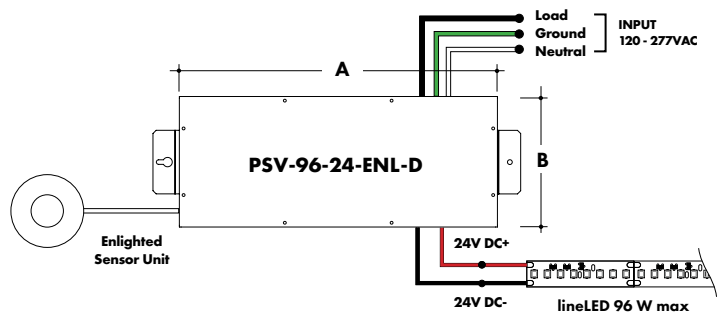 Load
Ground
Neutral
INPUT
120 - 277VAC
A
PSV-96-24-ENL-D
B
Enlighted
Sensor Unit
24V DC+
24V DC-
lineLED 96 W max